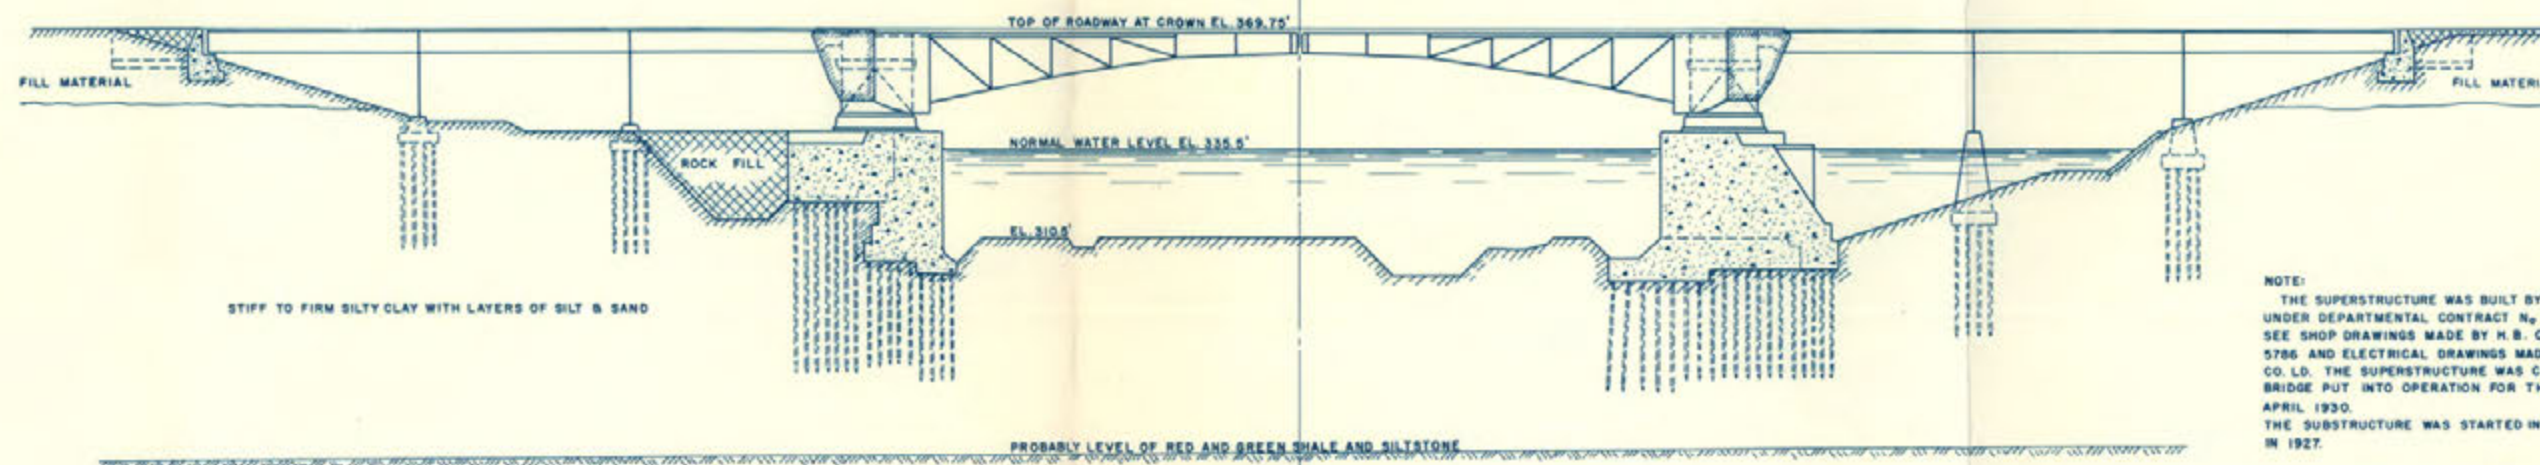 TOP OF ROADWAY AT CROWN EL. 369.75'
FILL MATERIAL
FILL MATERI
NORMAL WATER LEVEL EL. 335.5'
ROCK FILL
EL. 310.5'
STIFF TO FIRM SILTY CLAY WITH LAYERS OF SILT & SAND
NOTE:
THE SUPERSTRUCTURE WAS BUILT BY
UNDER DEPARTMENTAL CONTRACT No
SEE SHOP DRAWINGS MADE BY H.B.
5786 AND ELECTRICAL DRAWINGS MAD
CO. LD. THE SUPERSTRUCTURE WAS C
BRIDGE PUT INTO OPERATION FOR TH
APRIL 1930.
THE SUBSTRUCTURE WAS STARTED IN
IN 1927.
PROBABLY LEVEL OF RED AND GREEN SHALE AND SILTSTONE